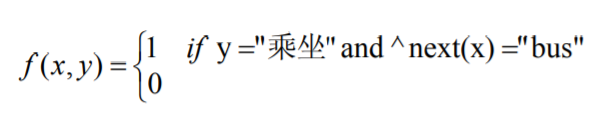 f(x,y) = { 1 if y ="乘坐" and ^next(x) ="bus"
0